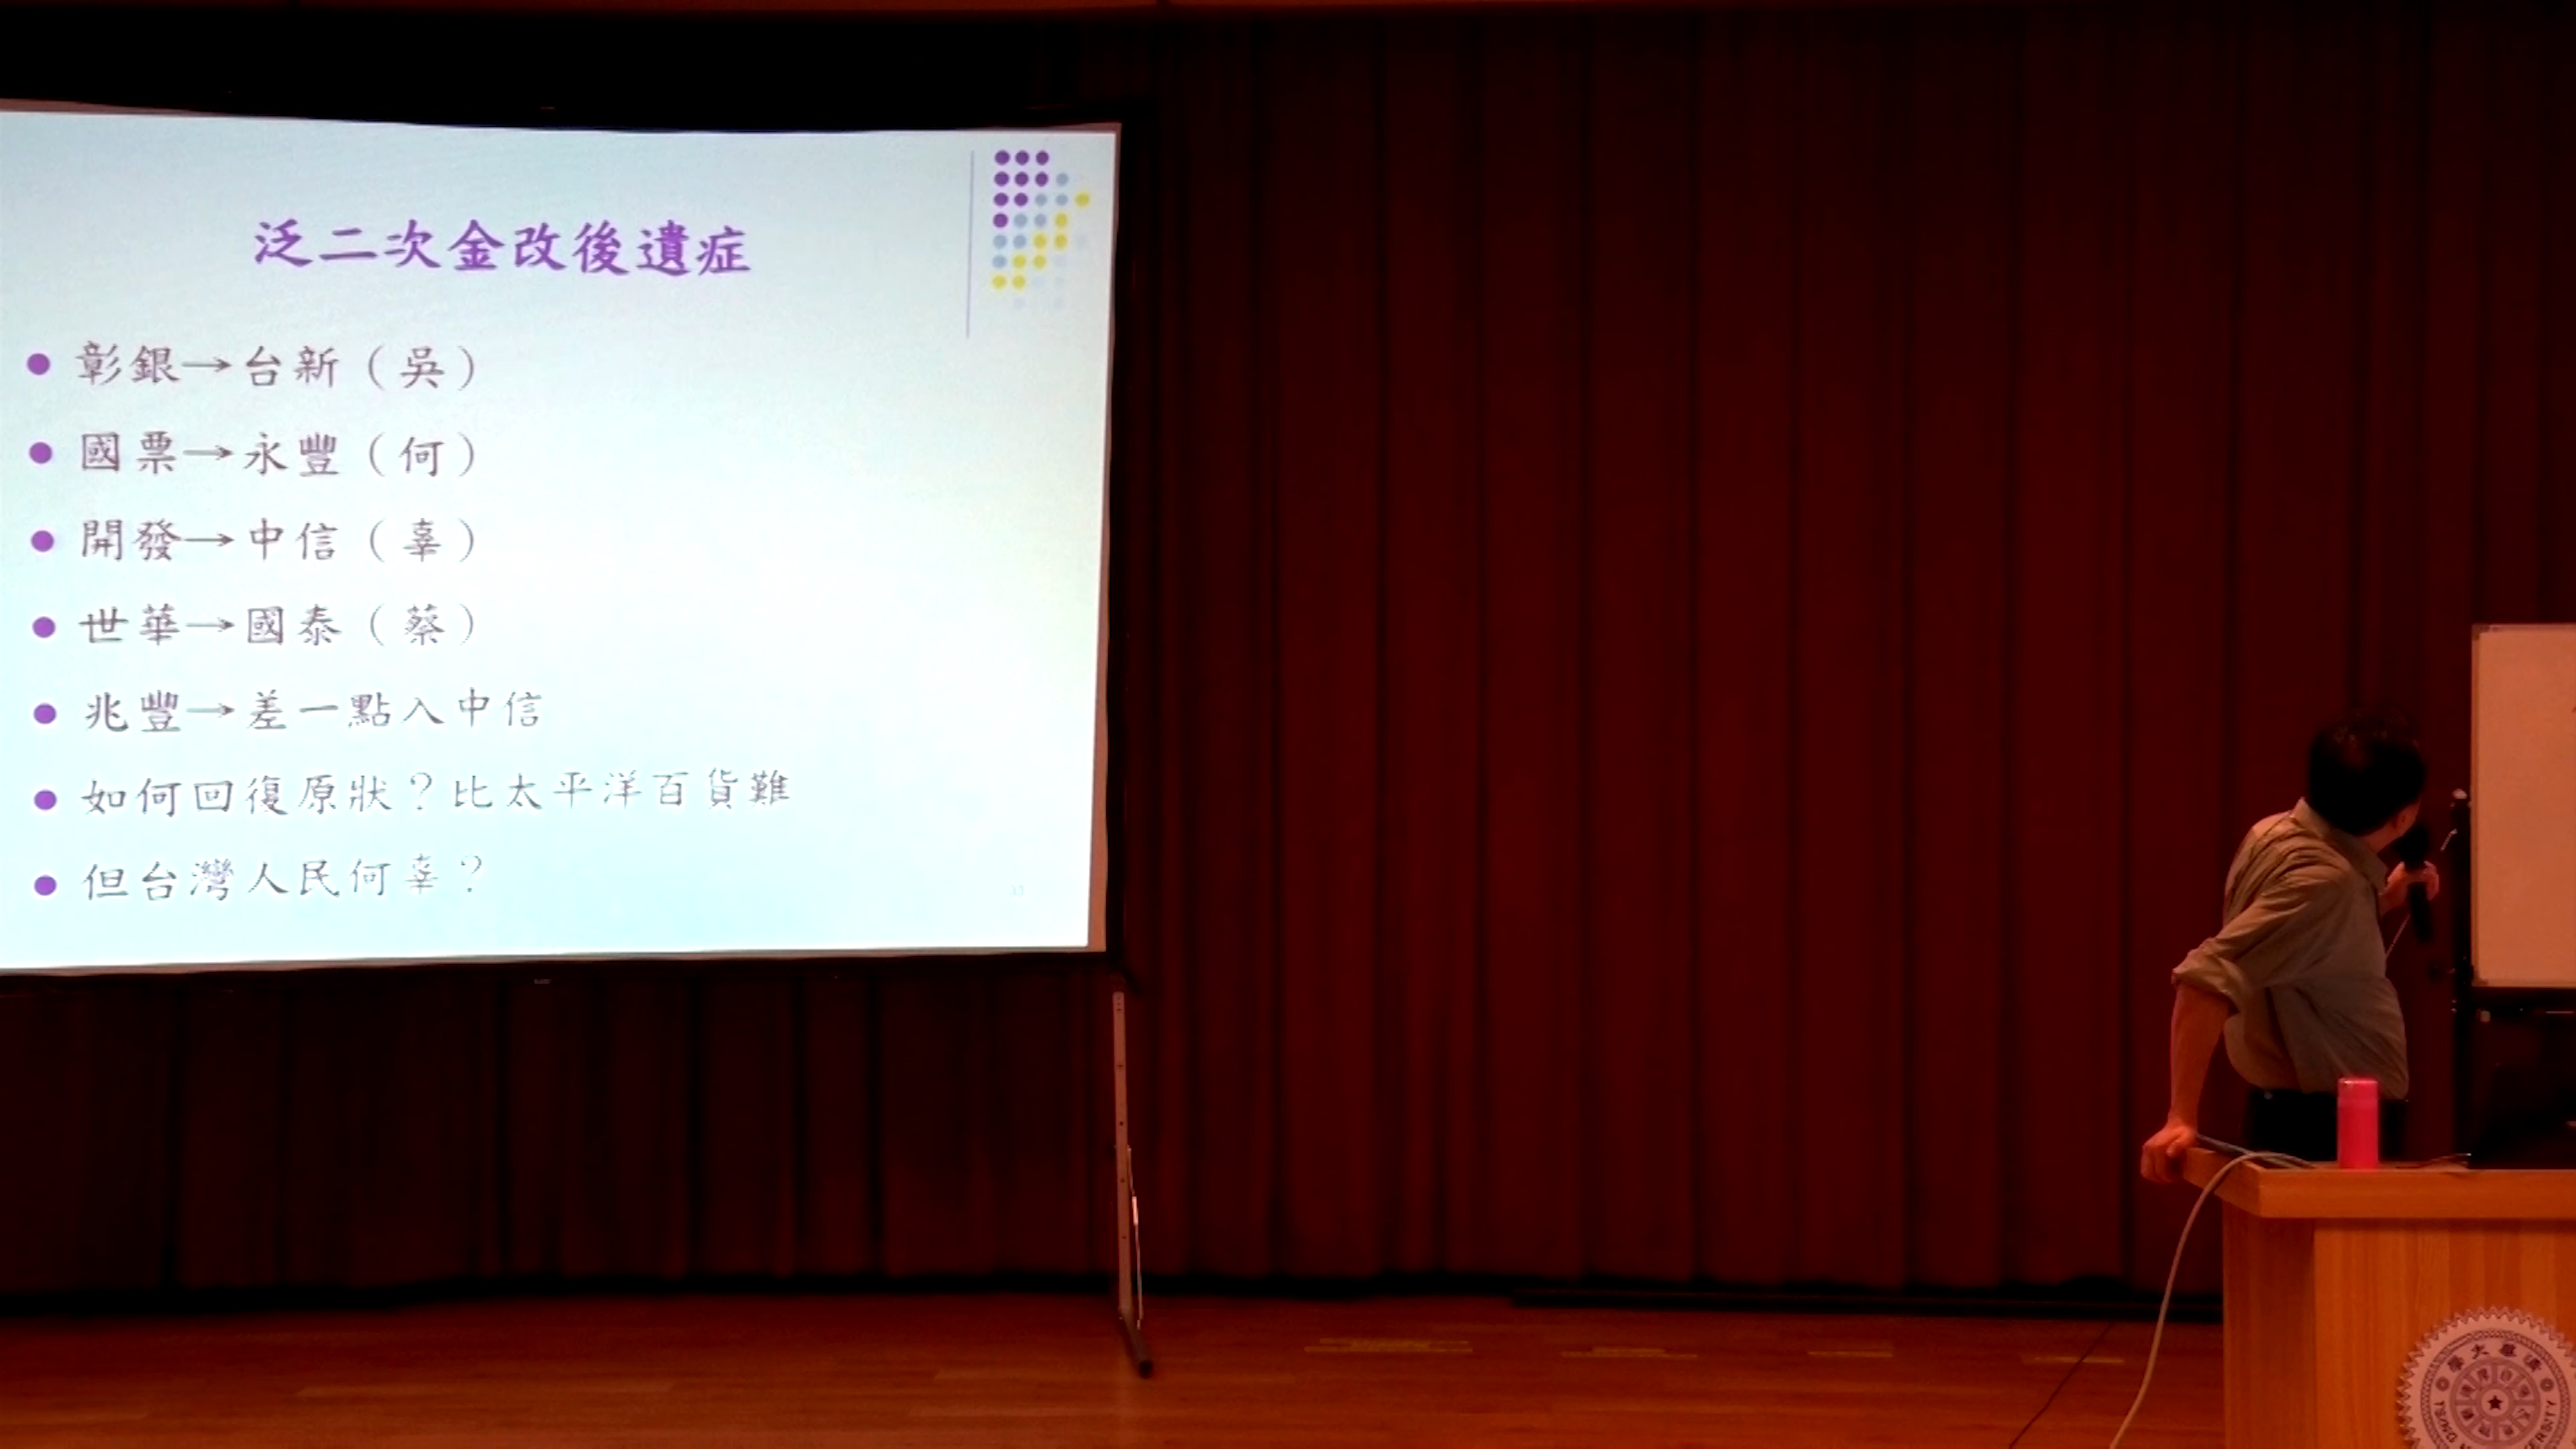 泛二次金改後遺症
彰銀→台新（吳）
國票→永豐（何）
開發→中信（辜）
世華→國泰（蔡）
兆豐→差一點入中信
如何回復原狀？比太平洋百貨難
但台灣人民何辜？